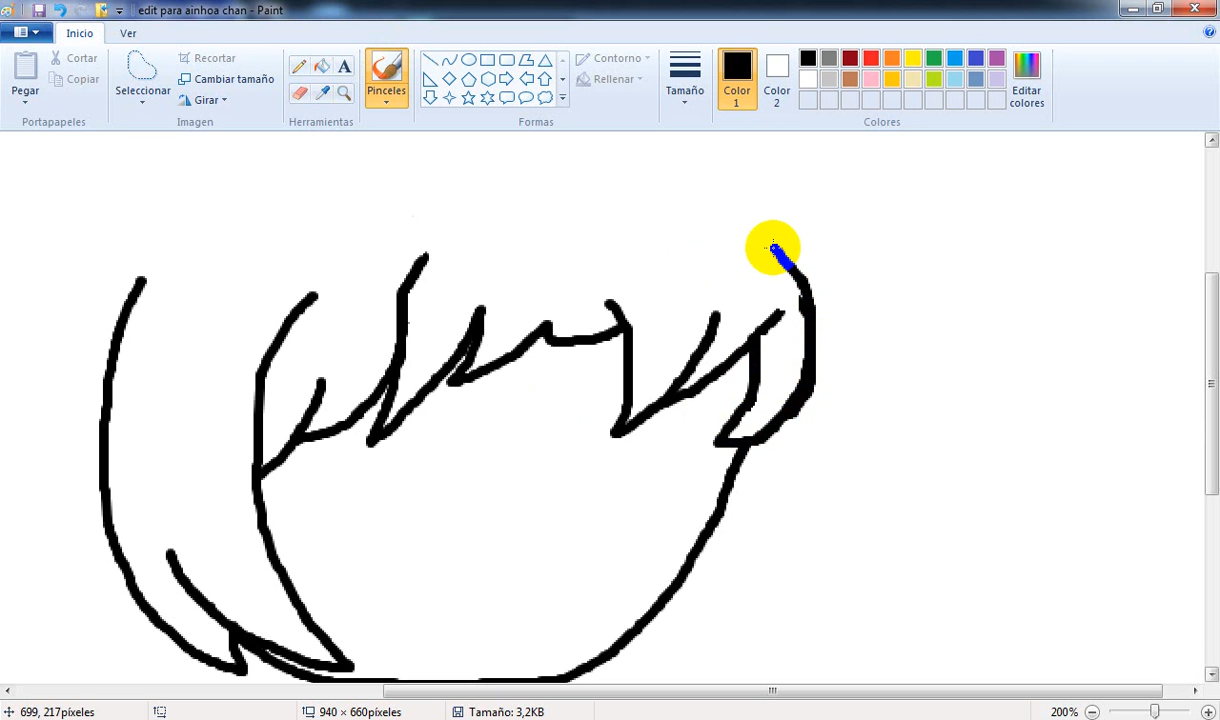 edit para ainhoa chan - Paint
Inicio Ver
Pegar
Cortar
Copiar
Portapapeles
Seleccionar
Recortar
Cambiar tamaño
Girar
Imagen
A
Herramientas
Pinceles
Contorno
Rellenar
Formas
Tamaño
Color
1
Color
2
Editar
colores
Colores
699, 217píxeles
940 × 660píxeles
Tamaño: 3,2KB
200%